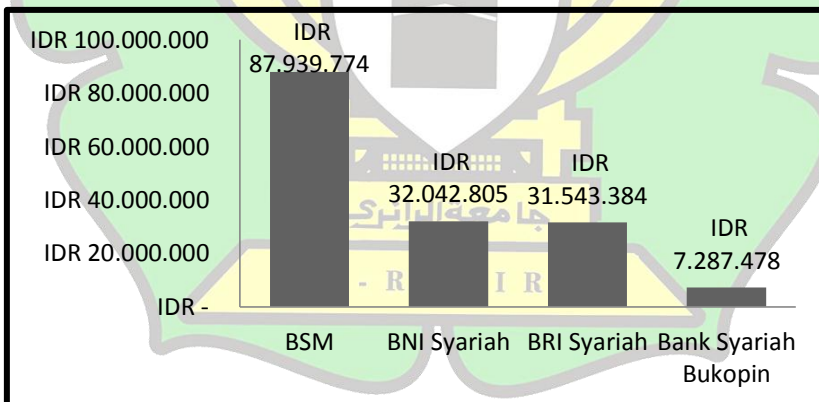 IDR 100.000.000
IDR 80.000.000
IDR 60.000.000
IDR 40.000.000
IDR 20.000.000
IDR -
IDR
87.939.774
IDR
32.042.805
IDR
31.543.384
IDR
7.287.478
جامعة الرانري
- R
I R
BSM
BNI Syariah
BRI Syariah
Bank Syariah
Bukopin